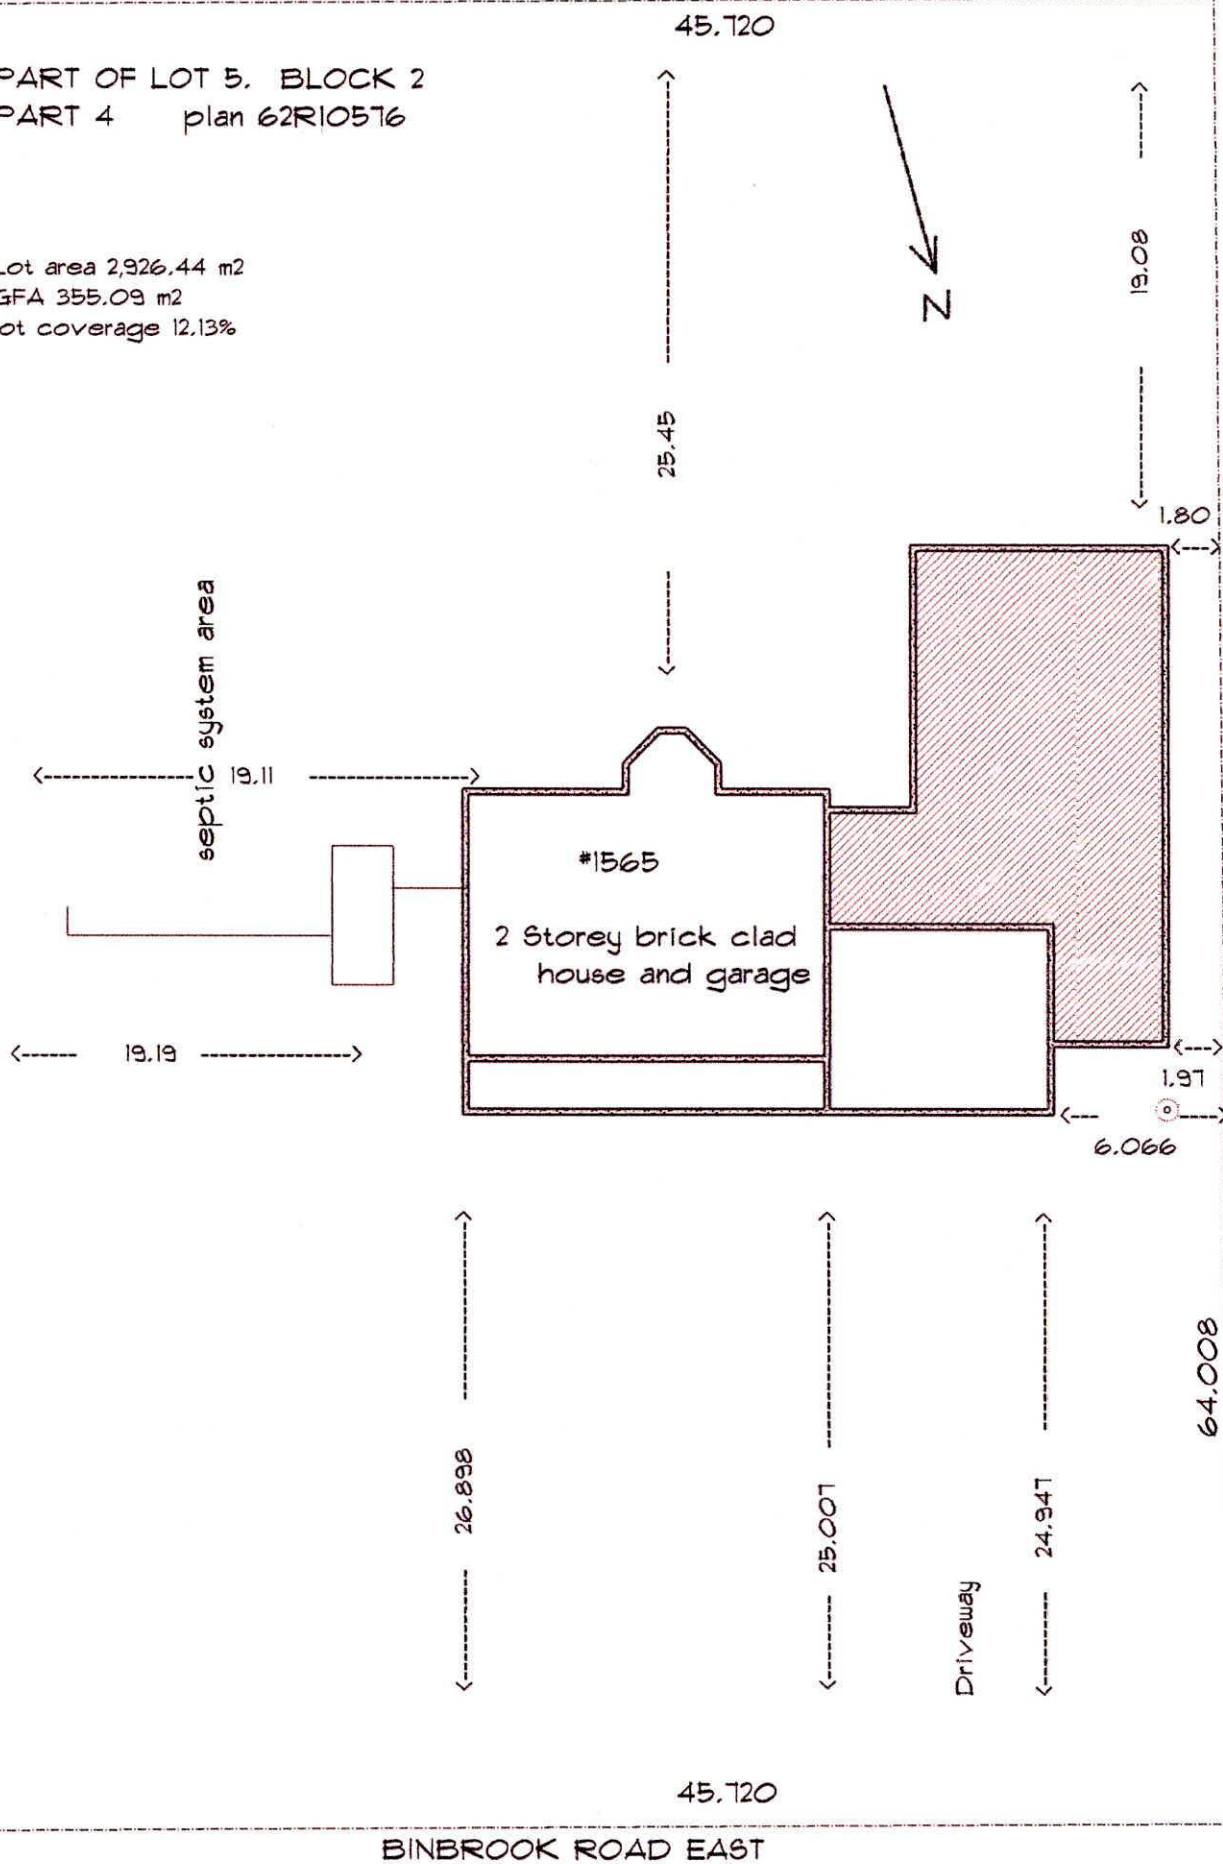 45.720
PART OF LOT 5. BLOCK 2
PART 4 plan 62R10576
Lot area 2,926.44 m2
GFA 355.09 m2
lot coverage 12.13%
N
19.08
25.45
1.80
septic system area
19.11
#1565
2 Storey brick clad
house and garage
19.19
1.97
6.066
64.008
26.898
25.007
24.947
Driveway
45.720
BINBROOK ROAD EAST